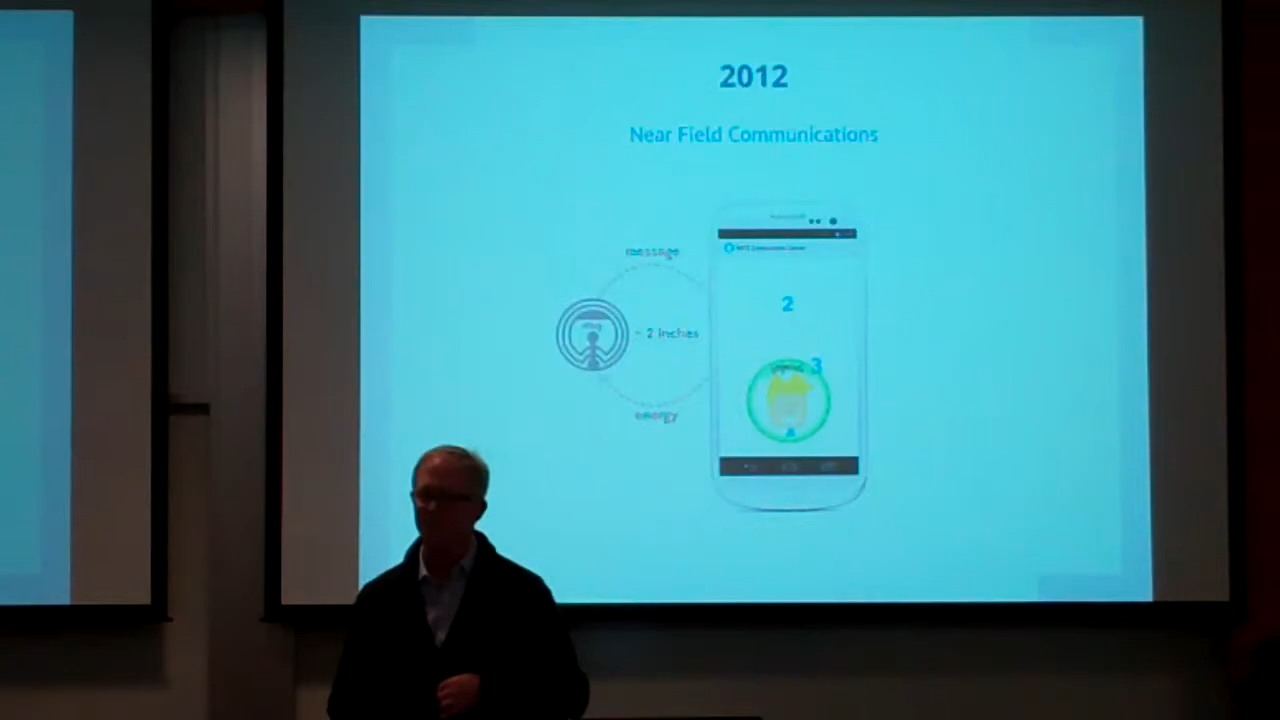 2012
Near Field Communications
message
2
~ 2 inches
3
energy